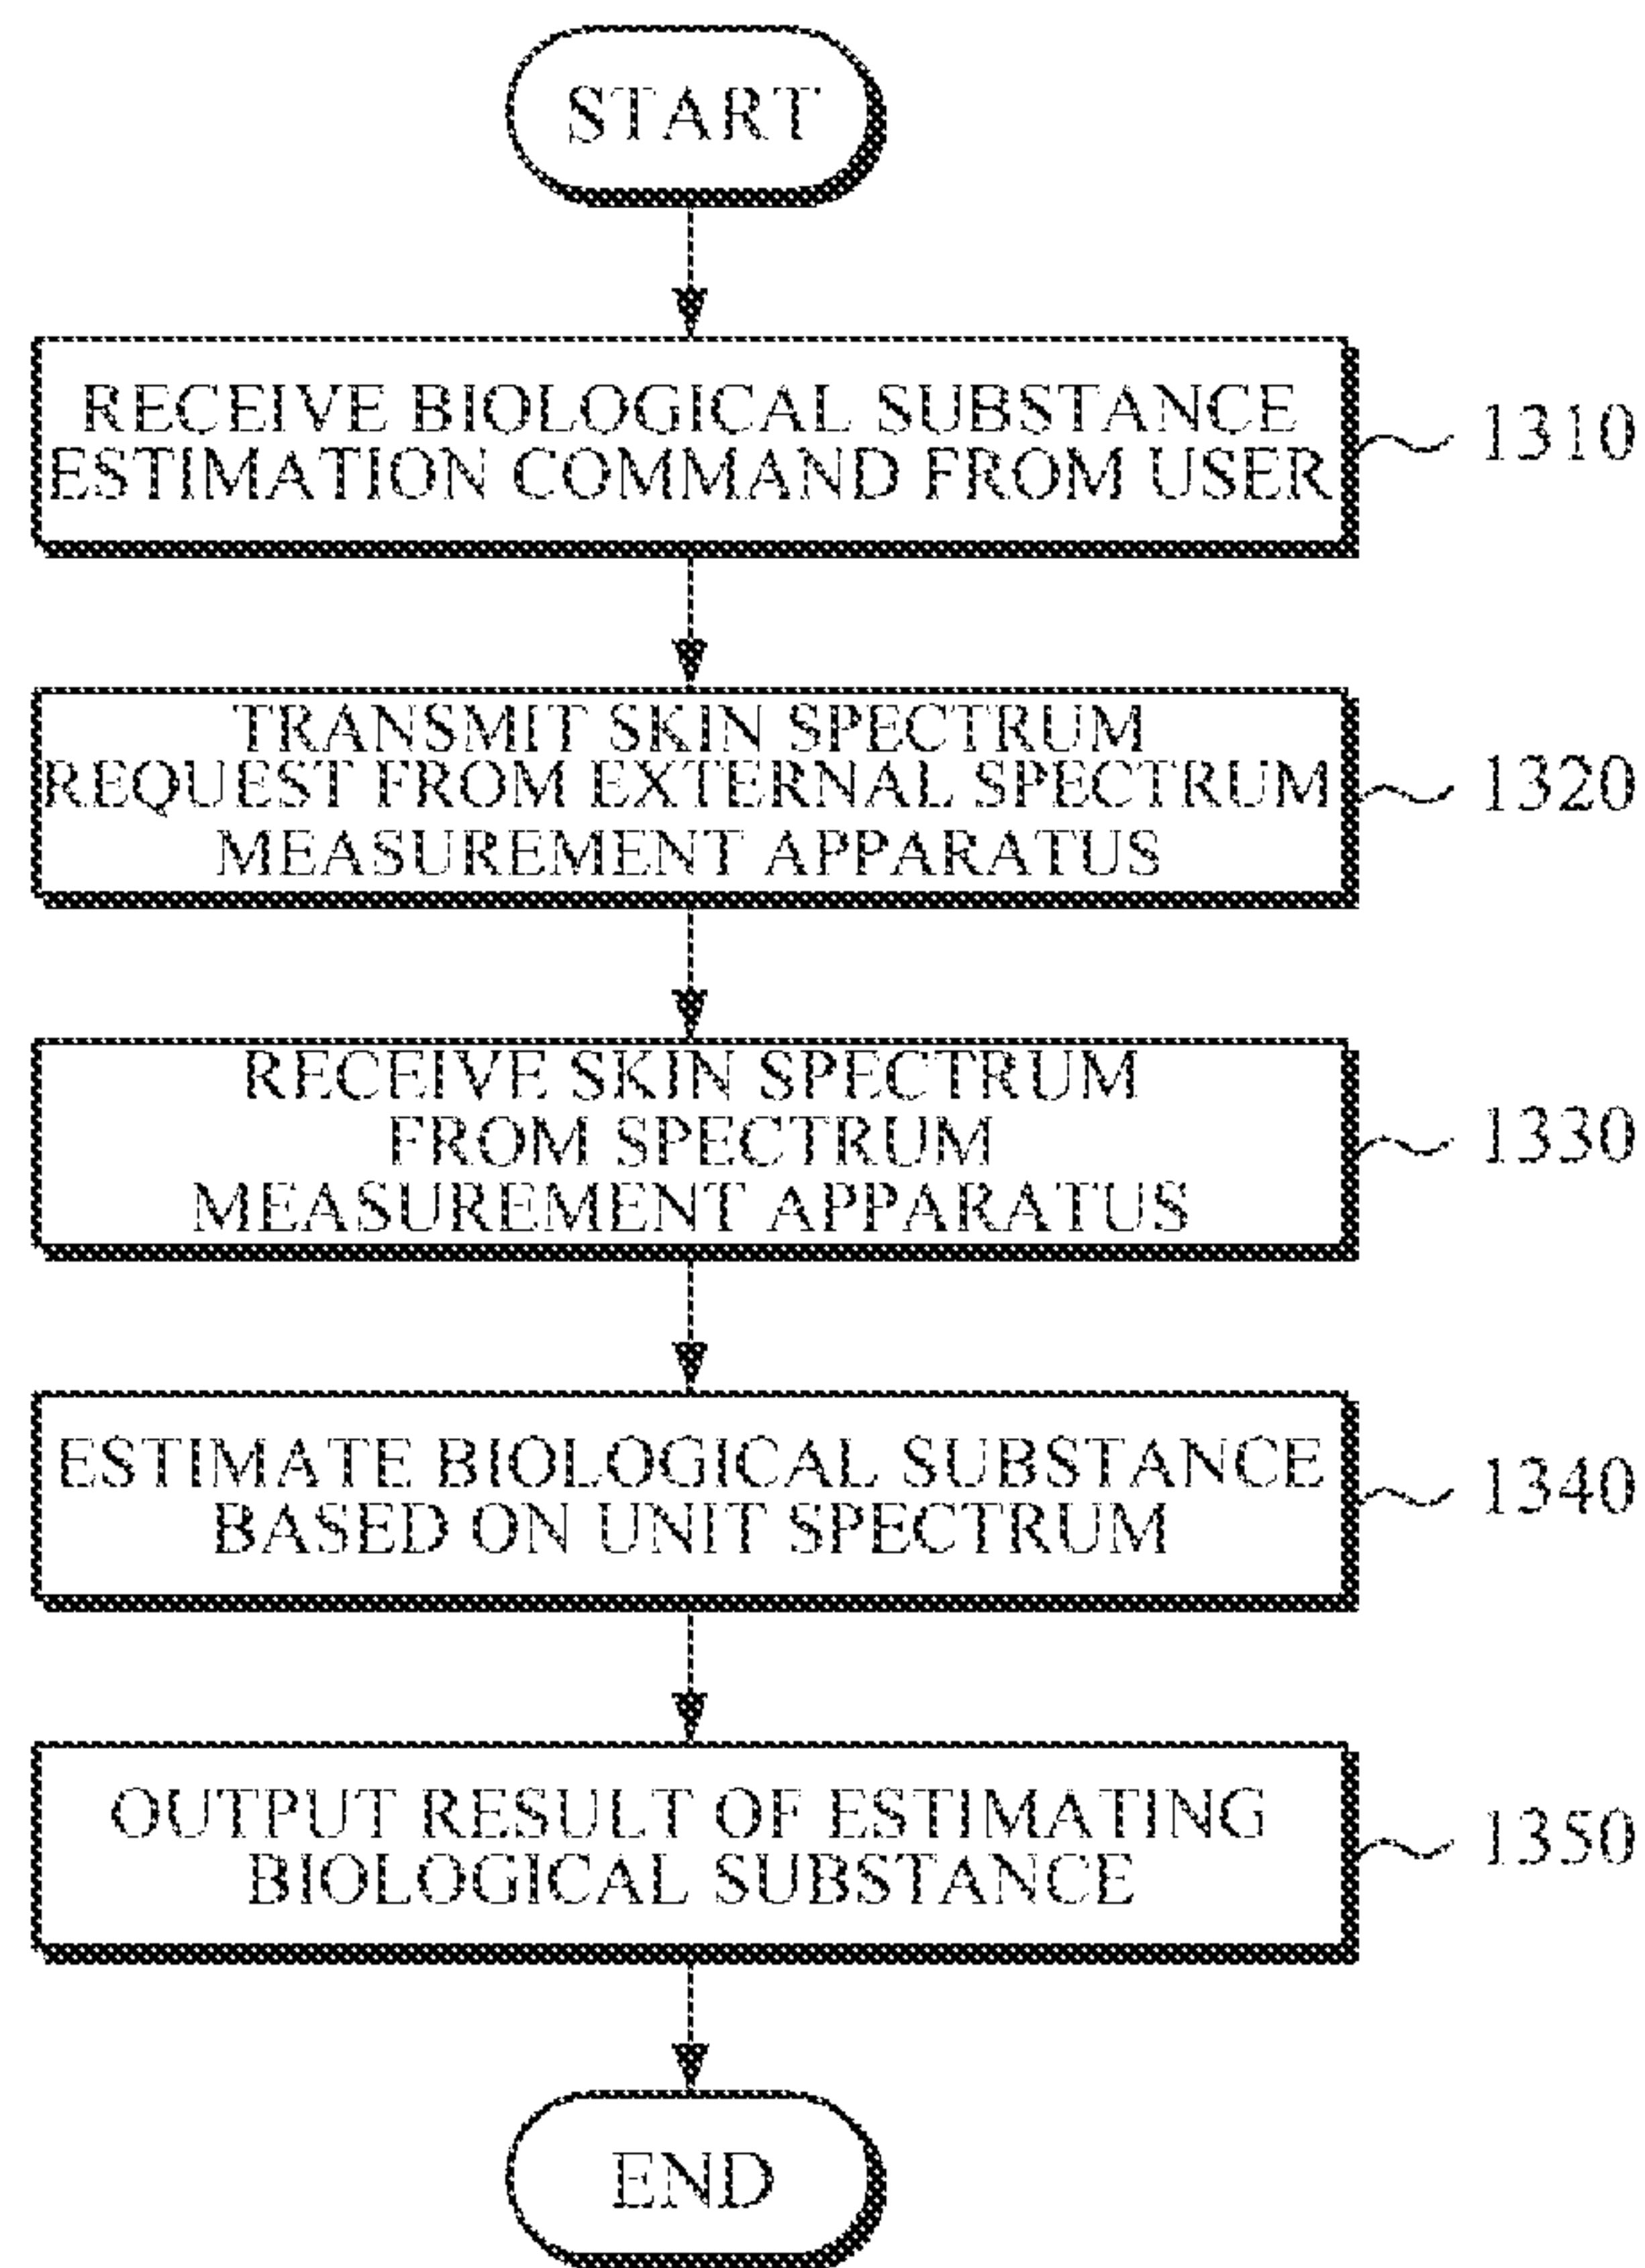 START
RECEIVE BIOLOGICAL SUBSTANCE
ESTIMATION COMMAND FROM USER
1310
TRANSMIT SKIN SPECTRUM
REQUEST FROM EXTERNAL SPECTRUM
MEASUREMENT APPARATUS
1320
RECEIVE SKIN SPECTRUM
FROM SPECTRUM
MEASUREMENT APPARATUS
1330
ESTIMATE BIOLOGICAL SUBSTANCE
BASED ON UNIT SPECTRUM
1340
OUTPUT RESULT OF ESTIMATING
BIOLOGICAL SUBSTANCE
1350
END